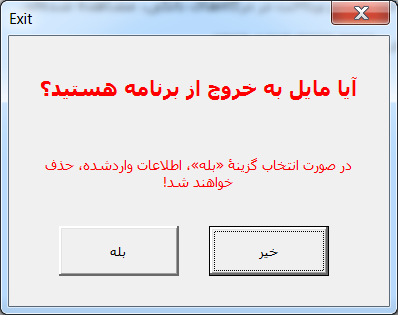 Exit
آیا مایل به خروج از برنامه هستید؟
در صورت انتخاب گزینهٔ «بله»، اطلاعات واردشده، حذف
خواهند شد!
خیر
بله